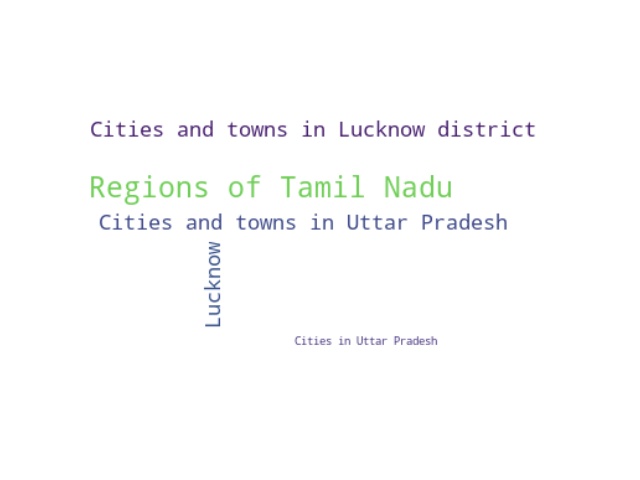 Cities and towns in Lucknow district
Regions of Tamil Nadu
Cities and towns in Uttar Pradesh
Lucknow
Cities in Uttar Pradesh